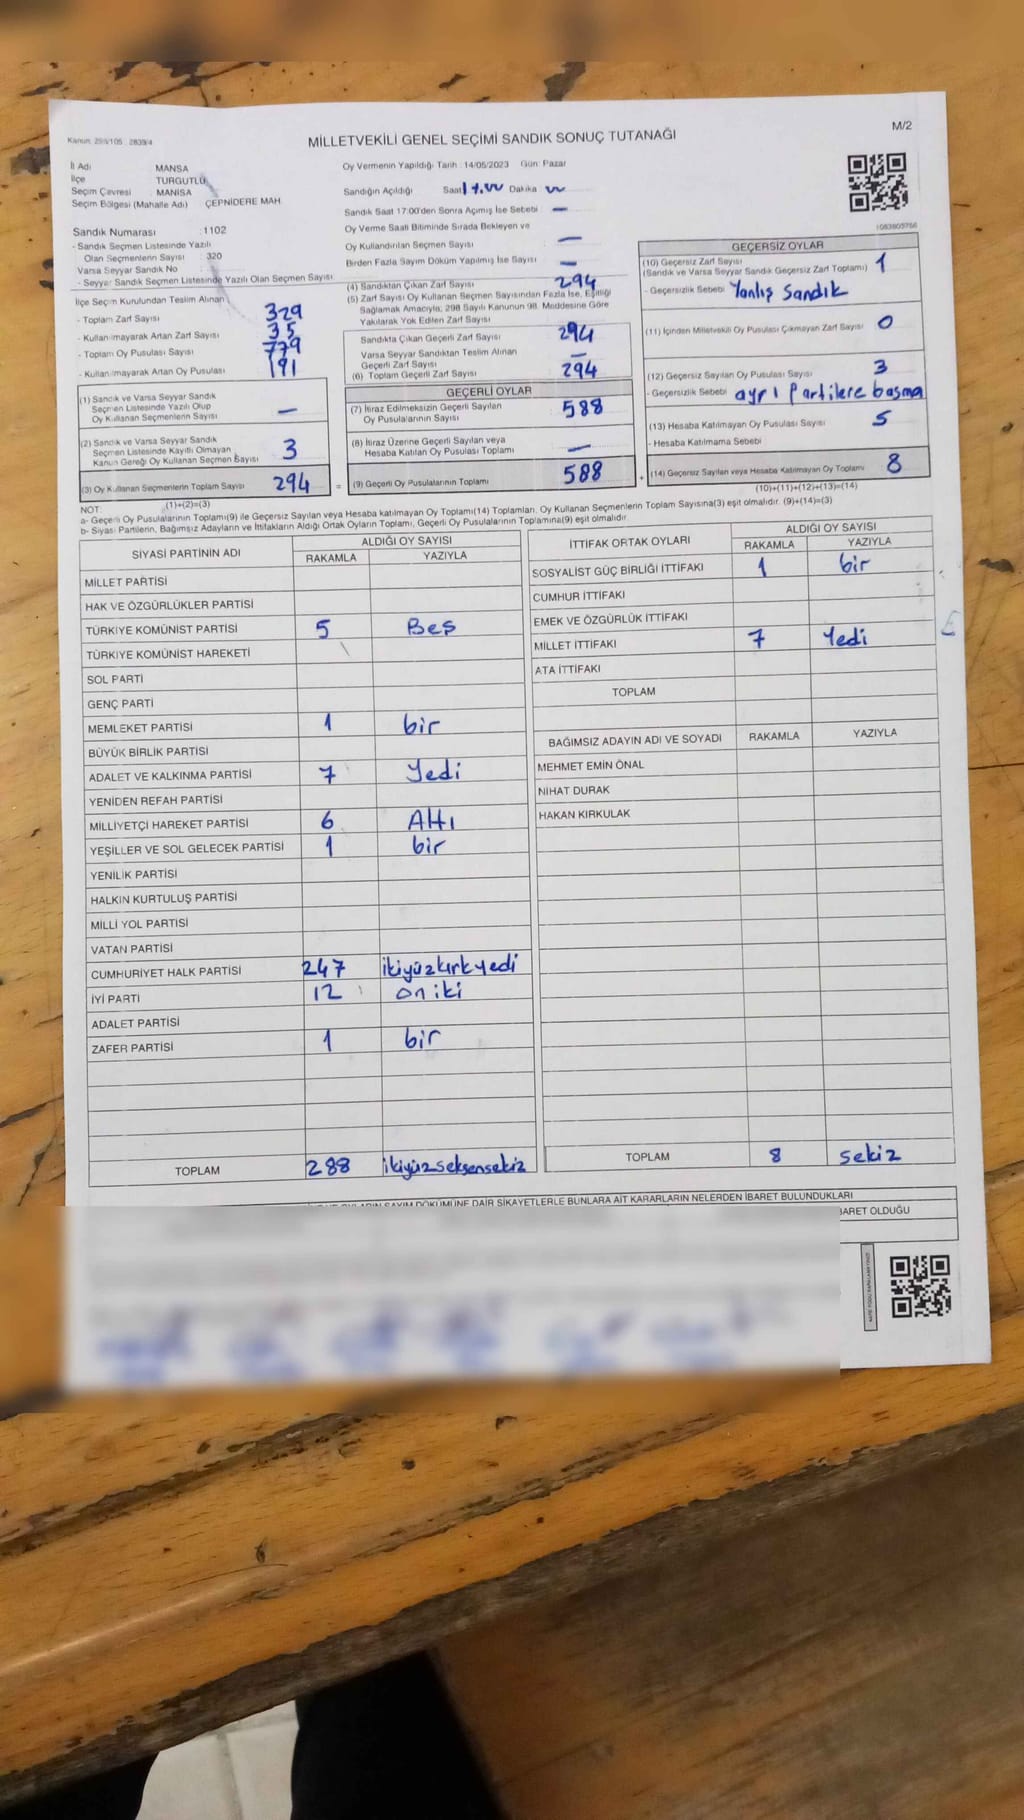 Kanun: 298/105 : 2839/4
MİLLETVEKİLİ GENEL SEÇİMİ SANDIK SONUÇ TUTANAĞI
M/2
İl Adı MANSA
İlçe TURGUTLU
Seçim Çevresi MANISA
Seçim Bölgesi (Mahalle Adı) ÇEPNİDERE MAH
Sandık Numarası : 1102
- Sandık Seçmen Listesinde Yazılı
Olan Seçmenlerin Sayısı : 320
Varsa Seyyar Sandık No
- Seyyar Sandık Seçmen Listesinde Yazılı Olan Seçmen Sayısı
İlçe Seçim Kurulundan Teslim Alınan
- Toplam Zarf Sayısı 329
- Kullanılmayarak Artan Zarf Sayısı 35
- Toplam Oy Pusulası Sayısı 779
- Kullanılmayarak Artan Oy Pusulası 191
(1) Sandık ve Varsa Seyyar Sandık
Seçmen Listesinde Yazılı Olup
Oy Kullanan Seçmenlerin Sayısı —
(2) Sandık ve Varsa Seyyar Sandık
Seçmen Listesinde Kayıtlı Olmayan
Kanun Gereği Oy Kullanan Seçmen Sayısı 3
(3) Oy Kullanan Seçmenlerin Toplam Sayısı 294 =
(1)+(2)=(3)
Oy Vermenin Yapıldığı Tarih : 14/05/2023 Gün: Pazar
Sandığın Açıldığı Saat 17.00 Dakika
Sandık Saat 17:00'den Sonra Açımış İse Sebebi : —
Oy Verme Saati Bitiminde Sırada Bekleyen ve
Oy Kullandırılan Seçmen Sayısı —
Birden Fazla Sayım Döküm Yapılmış İse Sayısı : —
(4) Sandıktan Çıkan Zarf Sayısı 294
(5) Zarf Sayısı Oy Kullanan Seçmen Sayısından Fazla İse, Eşitliği
Sağlamak Amacıyla; 298 Sayılı Kanunun 98. Maddesine Göre
Yakılarak Yok Edilen Zarf Sayısı
Sandıkta Çıkan Geçerli Zarf Sayısı 294
Varsa Seyyar Sandıktan Teslim Alınan
Geçerli Zarf Sayısı —
(6) Toplam Geçerli Zarf Sayısı 294
GEÇERLİ OYLAR
(7) İtiraz Edilmeksizin Geçerli Sayılan
Oy Pusulalarının Sayısı 588
(8) İtiraz Üzerine Geçerli Sayılan veya
Hesaba Katılan Oy Pusulası Toplamı —
(9) Geçerli Oy Pusulalarının Toplamı 588 +
1083803766
GEÇERSİZ OYLAR
(10) Geçersiz Zarf Sayısı
(Sandık ve Varsa Seyyar Sandık Geçersiz Zarf Toplamı) 1
- Geçersizlik Sebebi Yanlış sandık
(11) İçinden Milletvekili Oy Pusulası Çıkmayan Zarf Sayısı 0
(12) Geçersiz Sayılan Oy Pusulası Sayısı 3
- Geçersizlik Sebebi ayrı partilere basma
(13) Hesaba Katılmayan Oy Pusulası Sayısı 5
- Hesaba Katılmama Sebebi
(14) Geçersiz Sayılan veya Hesaba Katılmayan Oy Toplamı 8
(10)+(11)+(12)+(13)=(14)
NOT:
a- Geçerli Oy Pusulalarının Toplamı(9) ile Geçersiz Sayılan veya Hesaba katılmayan Oy Toplamı(14) Toplamları, Oy Kullanan Seçmenlerin Toplam Sayısına(3) eşit olmalıdır. (9)+(14)=(3)
b- Siyasi Partilerin, Bağımsız Adayların ve İttifakların Aldığı Ortak Oyların Toplamı, Geçerli Oy Pusulalarının Toplamına(9) eşit olmalıdır.
SİYASİ PARTİNİN ADI ALDIĞI OY SAYISI
RAKAMLA YAZIYLA
MİLLET PARTİSİ
HAK VE ÖZGÜRLÜKLER PARTİSİ
TÜRKİYE KOMÜNİST PARTİSİ 5 Beş
TÜRKİYE KOMÜNİST HAREKETİ
SOL PARTİ
GENÇ PARTİ
MEMLEKET PARTİSİ 1 bir
BÜYÜK BİRLİK PARTİSİ
ADALET VE KALKINMA PARTİSİ 7 Yedi
YENİDEN REFAH PARTİSİ
MİLLİYETÇİ HAREKET PARTİSİ 6 Altı
YEŞİLLER VE SOL GELECEK PARTİSİ 1 bir
YENİLİK PARTİSİ
HALKIN KURTULUŞ PARTİSİ
MİLLİ YOL PARTİSİ
VATAN PARTİSİ
CUMHURİYET HALK PARTİSİ 247 ikiyüzkırkyedi
İYİ PARTİ 12 on iki
ADALET PARTİSİ
ZAFER PARTİSİ 1 bir
TOPLAM 288 ikiyüzseksensekiz
İTTİFAK ORTAK OYLARI ALDIĞI OY SAYISI
RAKAMLA YAZIYLA
SOSYALİST GÜÇ BİRLİĞİ İTTİFAKI 1 bir
CUMHUR İTTİFAKI
EMEK VE ÖZGÜRLÜK İTTİFAKI
MİLLET İTTİFAKI 7 Yedi
ATA İTTİFAKI
TOPLAM
BAĞIMSIZ ADAYIN ADI VE SOYADI RAKAMLA YAZIYLA
MEHMET EMİN ÖNAL
NİHAT DURAK
HAKAN KIRKULAK
TOPLAM 8 sekiz
SAYIM DÖKÜMÜNE DAİR ŞİKAYETLERLE BUNLARA AİT KARARLARIN NELERDEN İBARET BULUNDUKLARI
İBARET OLDUĞU